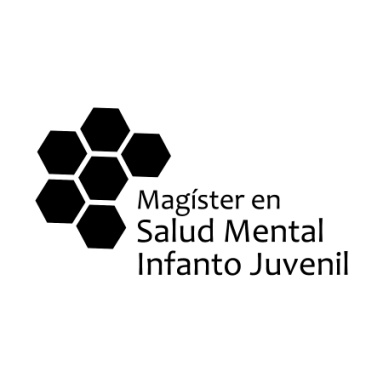 Magíster en
Salud Mental
Infanto Juvenil